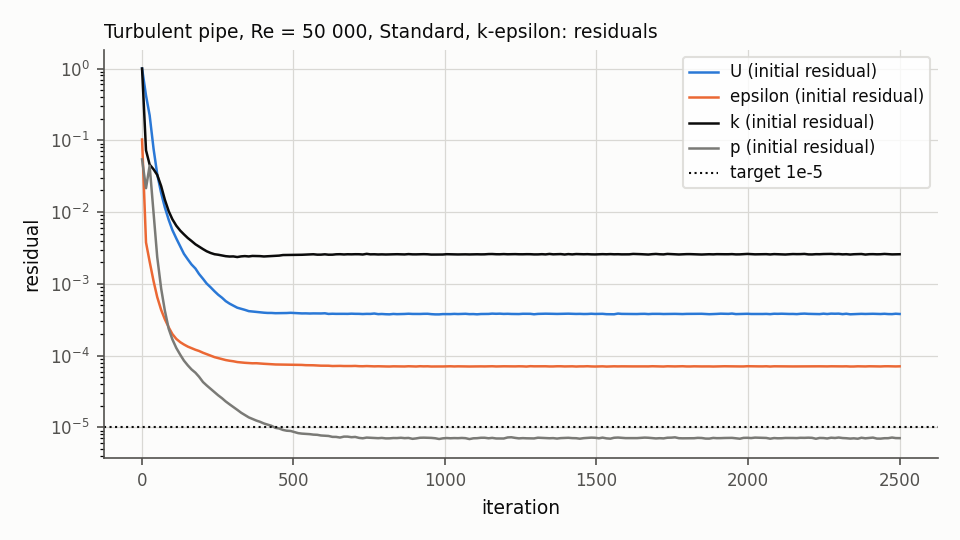 Turbulent pipe, Re = 50 000, Standard, k-epsilon: residuals
U (initial residual)
epsilon (initial residual)
k (initial residual)
p (initial residual)
target 1e-5
residual
10⁰
10⁻¹
10⁻²
10⁻³
10⁻⁴
10⁻⁵
0 500 1000 1500 2000 2500
iteration